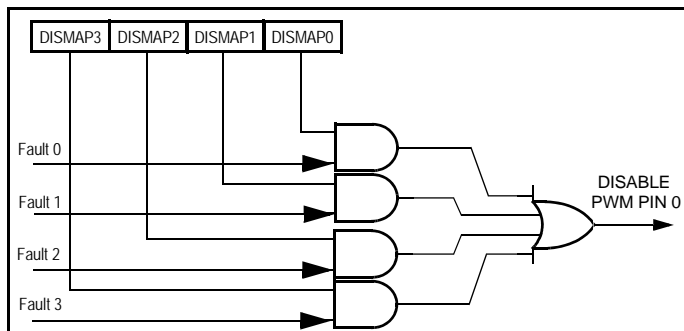 DISMAP3 DISMAP2 DISMAP1 DISMAP0
Fault 0
Fault 1
DISABLE
PWM PIN 0
Fault 2
Fault 3